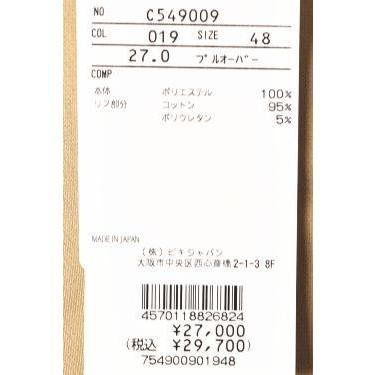 NO C549009
COL 019 SIZE 48
27.0 プルオーバー
COMP
本体 ポリエステル 100%
リブ部分 コットン 95%
ポリウレタン 5%
MADE IN JAPAN
(株) ビギジャパン
大阪市中央区西心斎橋2-1-3 8F
4570118826824
¥27,000
(税込 ¥29,700)
754900901948